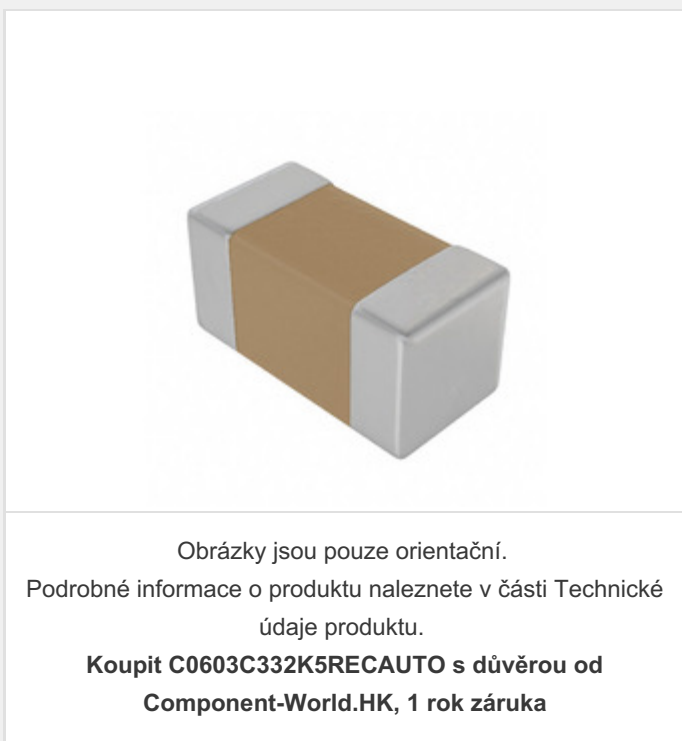 Obrázky jsou pouze orientační.
Podrobné informace o produktu naleznete v části Technické
údaje produktu.
Koupit C0603C332K5RECAUTO s důvěrou od
Component-World.HK, 1 rok záruka